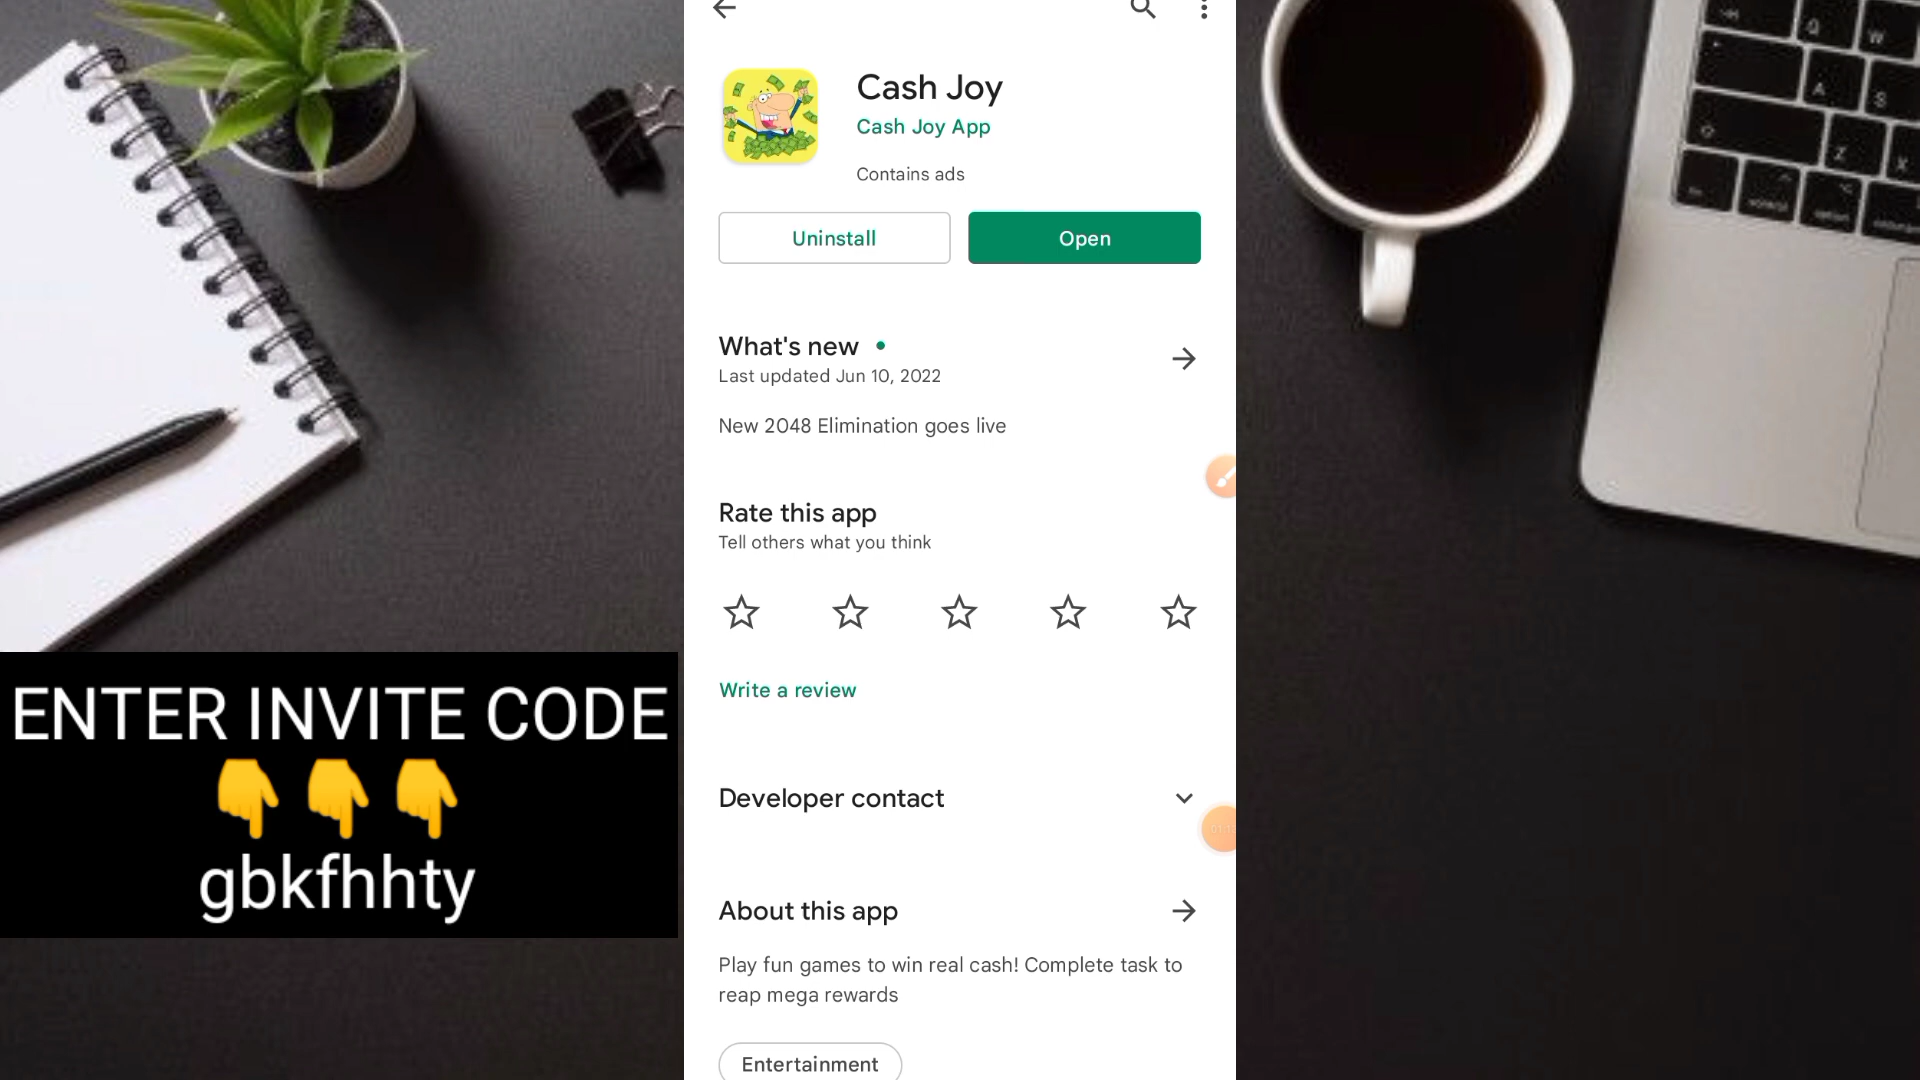 Cash Joy
Cash Joy App
Contains ads
Uninstall
Open
What's new
Last updated Jun 10, 2022
New 2048 Elimination goes live
Rate this app
Tell others what you think
Write a review
ENTER INVITE CODE
👇👇👇
gbkfhhty
Developer contact
About this app
Play fun games to win real cash! Complete task to
reap mega rewards
Entertainment
Q
W
A
S
Z
X